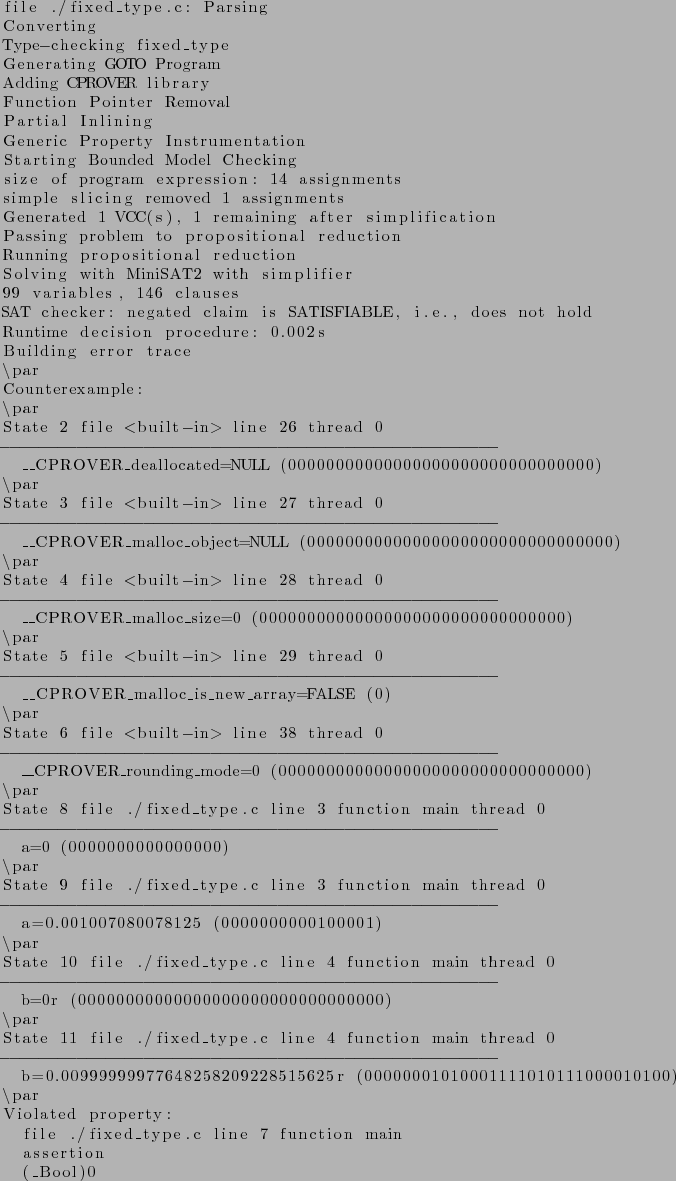 file ./fixed_type.c: Parsing
Converting
Type−checking fixed_type
Generating GOTO Program
Adding CPROVER library
Function Pointer Removal
Partial Inlining
Generic Property Instrumentation
Starting Bounded Model Checking
size of program expression: 14 assignments
simple slicing removed 1 assignments
Generated 1 VCC(s), 1 remaining after simplification
Passing problem to propositional reduction
Running propositional reduction
Solving with MiniSAT2 with simplifier
99 variables, 146 clauses
SAT checker: negated claim is SATISFIABLE, i.e., does not hold
Runtime decision procedure: 0.002s
Building error trace
\par
Counterexample:
\par
State 2 file <built−in> line 26 thread 0
−−−−−−−−−−−−−−−−−−−−−−−−−−−−−−−−−−−−−−−−−−−−−−−−−−−−
__CPROVER_deallocated=NULL (00000000000000000000000000000000)
\par
State 3 file <built−in> line 27 thread 0
−−−−−−−−−−−−−−−−−−−−−−−−−−−−−−−−−−−−−−−−−−−−−−−−−−−−
__CPROVER_malloc_object=NULL (00000000000000000000000000000000)
\par
State 4 file <built−in> line 28 thread 0
−−−−−−−−−−−−−−−−−−−−−−−−−−−−−−−−−−−−−−−−−−−−−−−−−−−−
__CPROVER_malloc_size=0 (00000000000000000000000000000000)
\par
State 5 file <built−in> line 29 thread 0
−−−−−−−−−−−−−−−−−−−−−−−−−−−−−−−−−−−−−−−−−−−−−−−−−−−−
__CPROVER_malloc_is_new_array=FALSE (0)
\par
State 6 file <built−in> line 38 thread 0
−−−−−−−−−−−−−−−−−−−−−−−−−−−−−−−−−−−−−−−−−−−−−−−−−−−−
__CPROVER_rounding_mode=0 (00000000000000000000000000000000)
\par
State 8 file ./fixed_type.c line 3 function main thread 0
−−−−−−−−−−−−−−−−−−−−−−−−−−−−−−−−−−−−−−−−−−−−−−−−−−−−
a=0 (0000000000000000)
\par
State 9 file ./fixed_type.c line 3 function main thread 0
−−−−−−−−−−−−−−−−−−−−−−−−−−−−−−−−−−−−−−−−−−−−−−−−−−−−
a=0.001007080078125 (0000000000100001)
\par
State 10 file ./fixed_type.c line 4 function main thread 0
−−−−−−−−−−−−−−−−−−−−−−−−−−−−−−−−−−−−−−−−−−−−−−−−−−−−
b=0r (00000000000000000000000000000000)
\par
State 11 file ./fixed_type.c line 4 function main thread 0
−−−−−−−−−−−−−−−−−−−−−−−−−−−−−−−−−−−−−−−−−−−−−−−−−−−−
b=0.00999999977648258209228515625r (00000001010001111010111000010100)
\par
Violated property:
file ./fixed_type.c line 7 function main
assertion
(_Bool)0